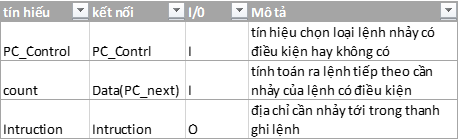 tín hiệu kết nối I/0 Mô tả
tín hiệu chọn loại lệnh nhảy có
PC_Control PC_Contrl I điều kiện hay không có
tính toán ra lệnh tiếp theo cần
count Data(PC_next) I nhảy của lệnh có điều kiện
địa chỉ cần nhảy tới trong thanh
Intruction Intruction O ghi lệnh